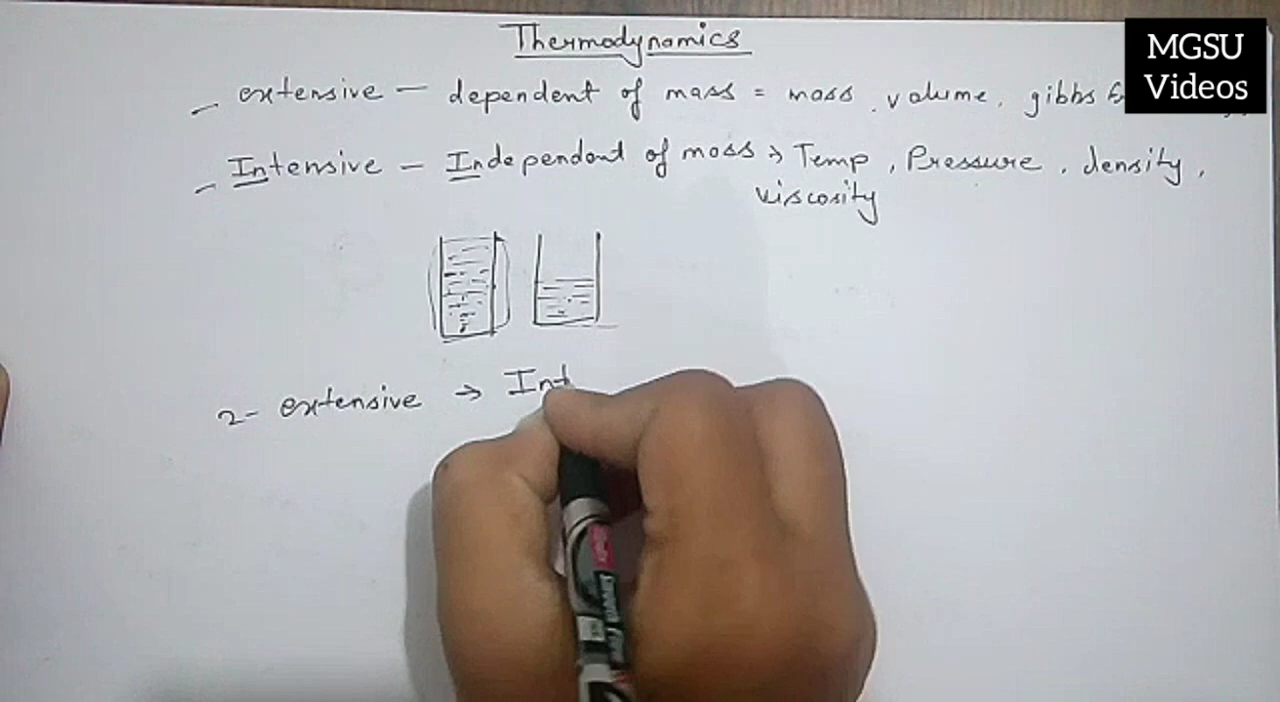 Thermodynamics
MGSU
Videos
extensive - dependent of mass = mass, volume, gibbs
Intensive - Independent of mass → Temp, Pressure, density,
viscosity
2- extensive → Int